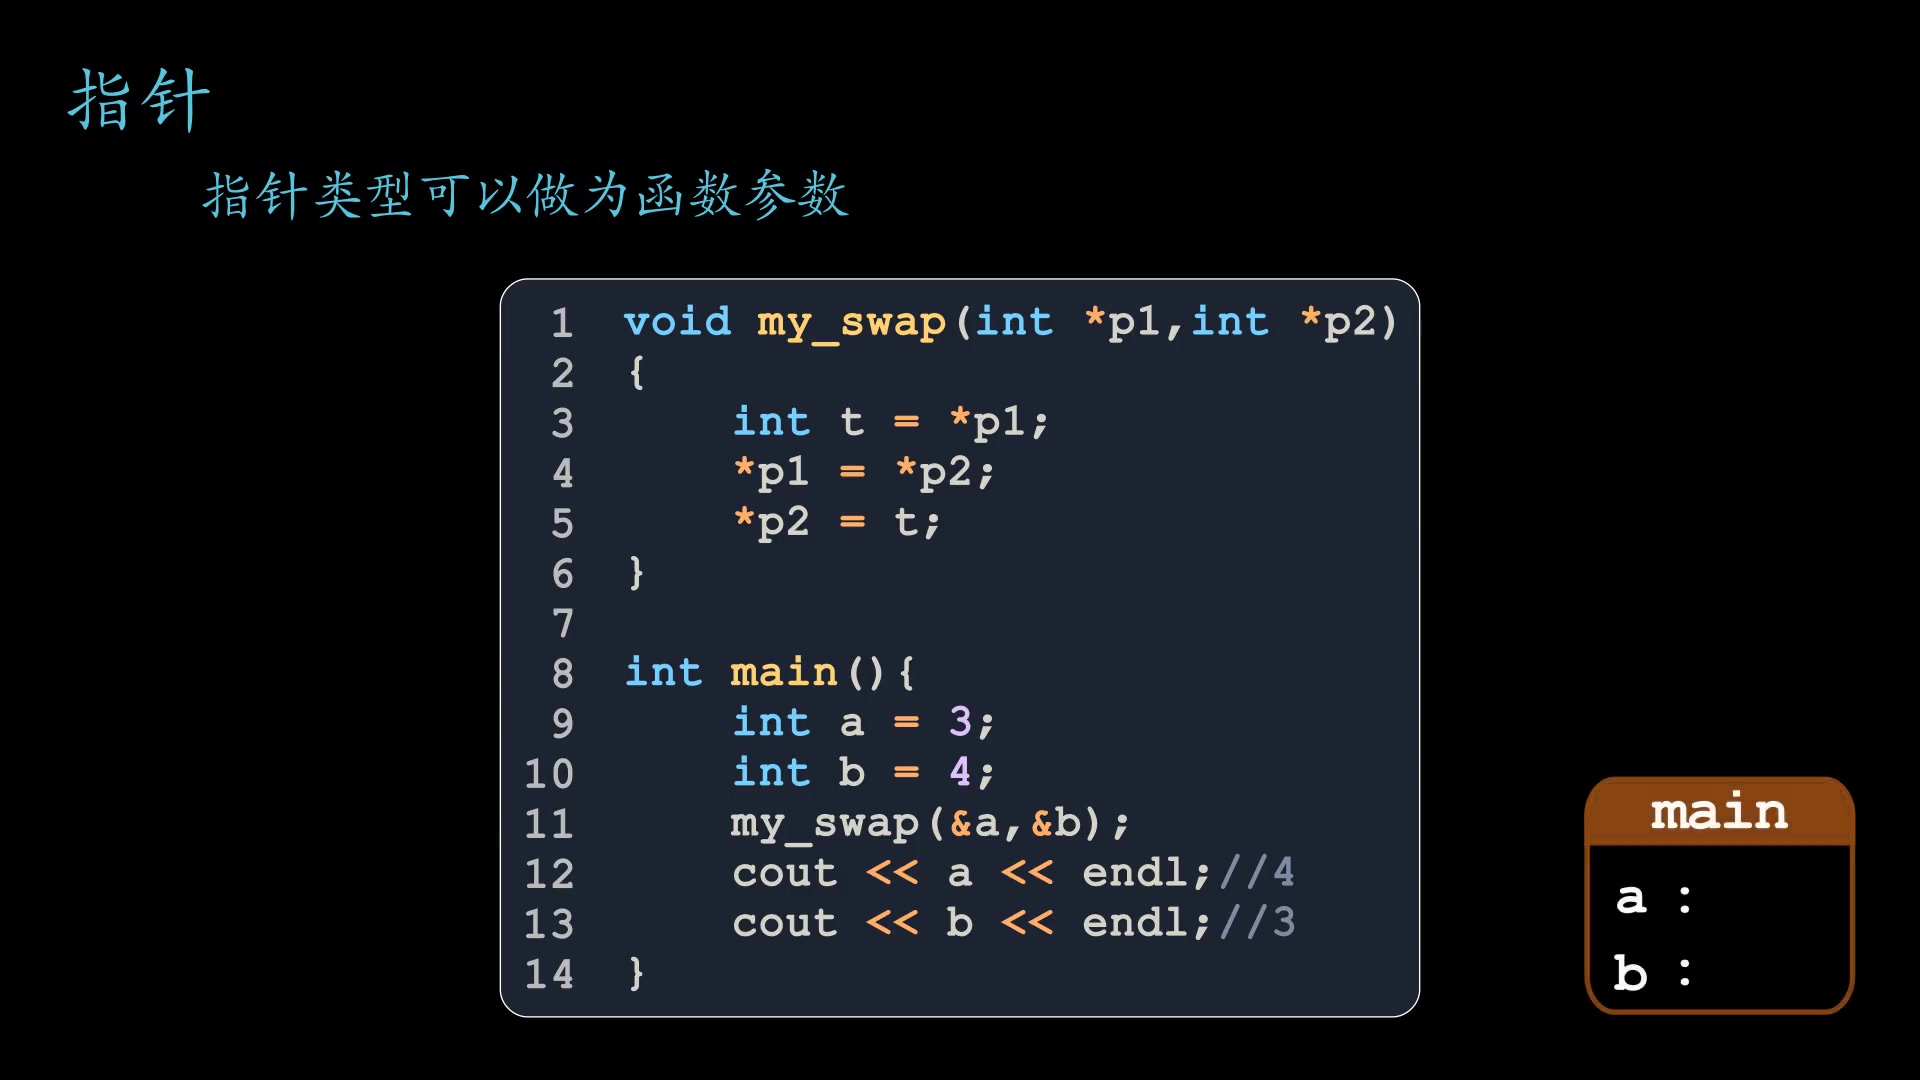 指针
指针类型可以做为函数参数
1 void my_swap(int *p1,int *p2)
2 {
3     int t = *p1;
4     *p1 = *p2;
5     *p2 = t;
6 }
7
8 int main(){
9     int a = 3;
10     int b = 4;
11     my_swap(&a,&b);
12     cout << a << endl;//4
13     cout << b << endl;//3
14 }
main
a :
b :